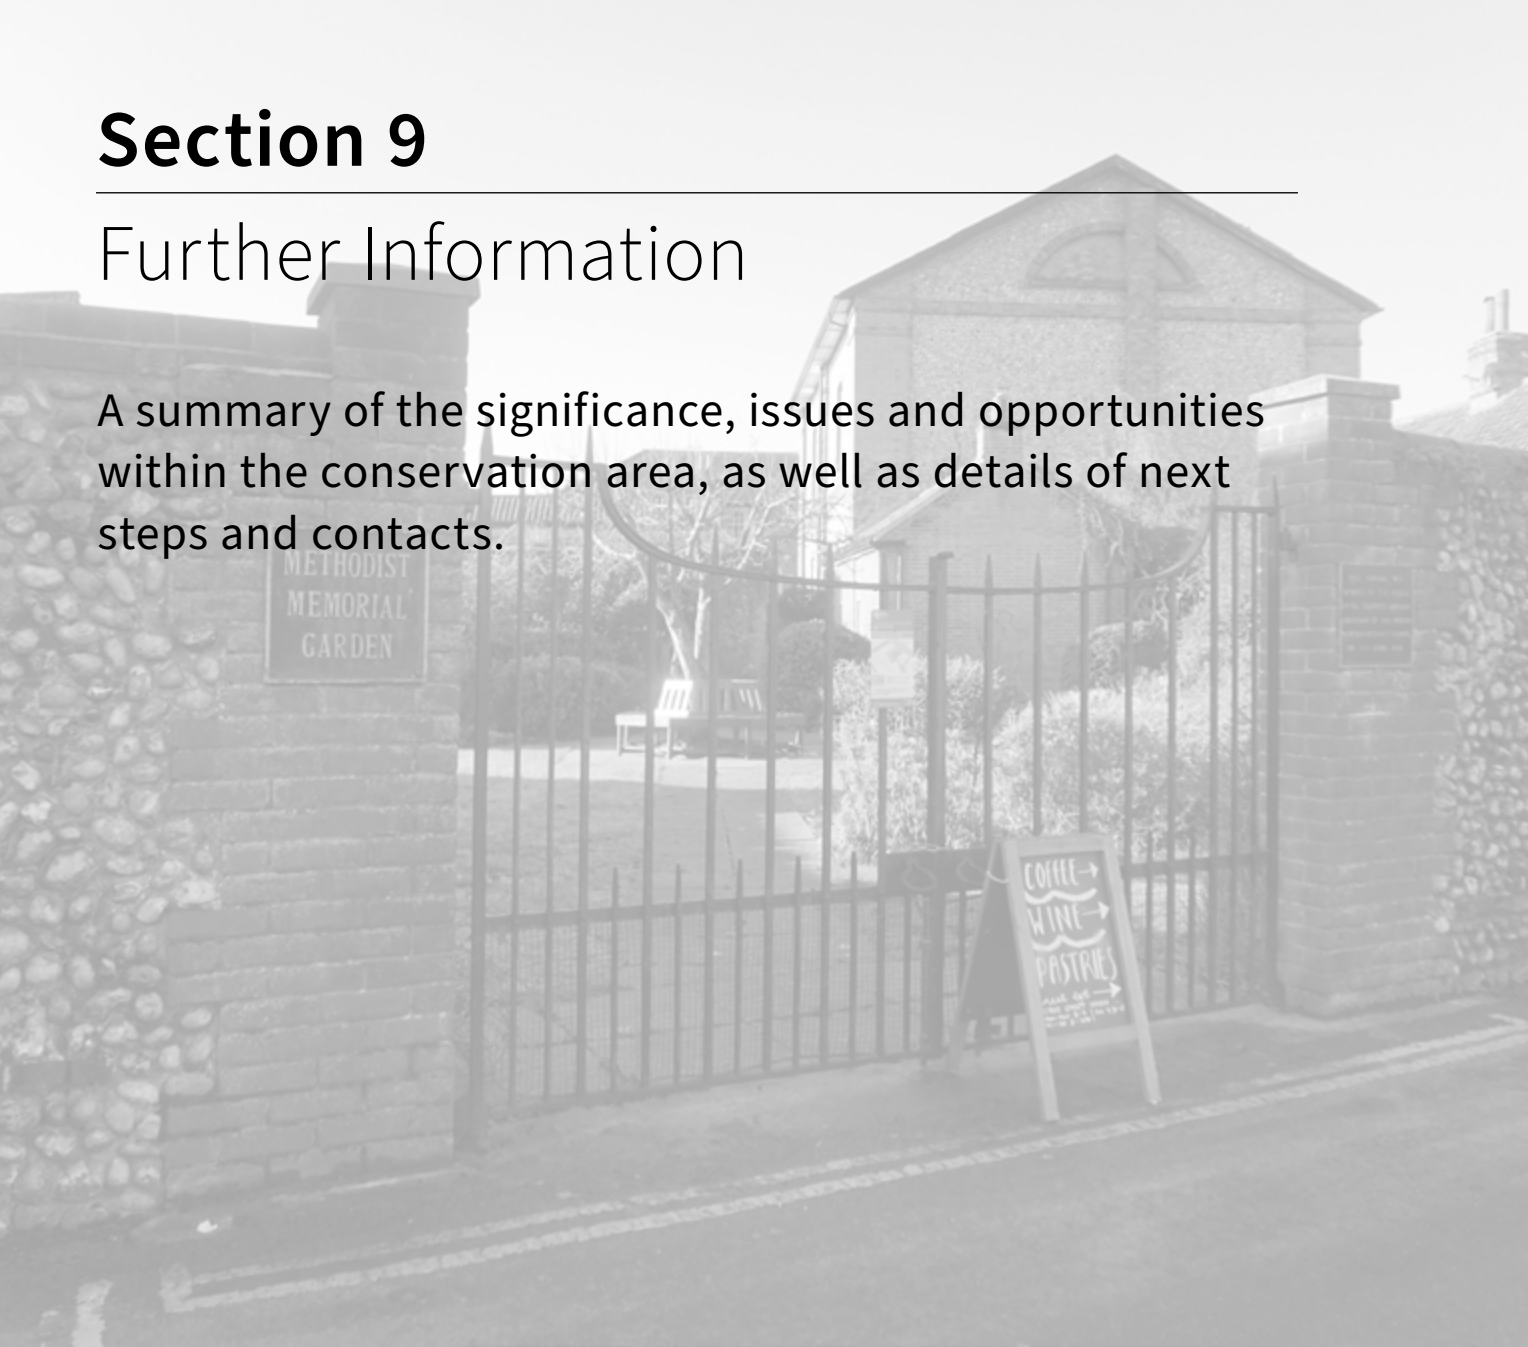 Section 9
Further Information
A summary of the significance, issues and opportunities
within the conservation area, as well as details of next
steps and contacts.
METHODIST
MEMORIAL
GARDEN
COFFEE
WINE
PASTRIES